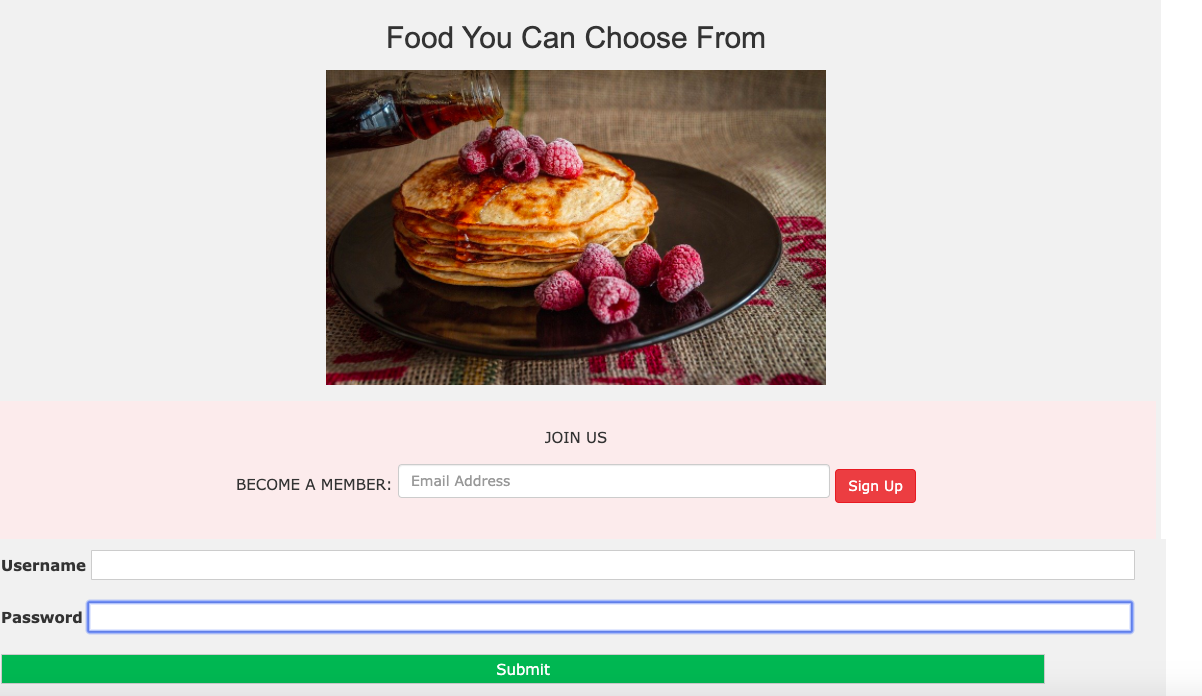 Food You Can Choose From
JOIN US
BECOME A MEMBER: Email Address Sign Up
Username
Password
Submit